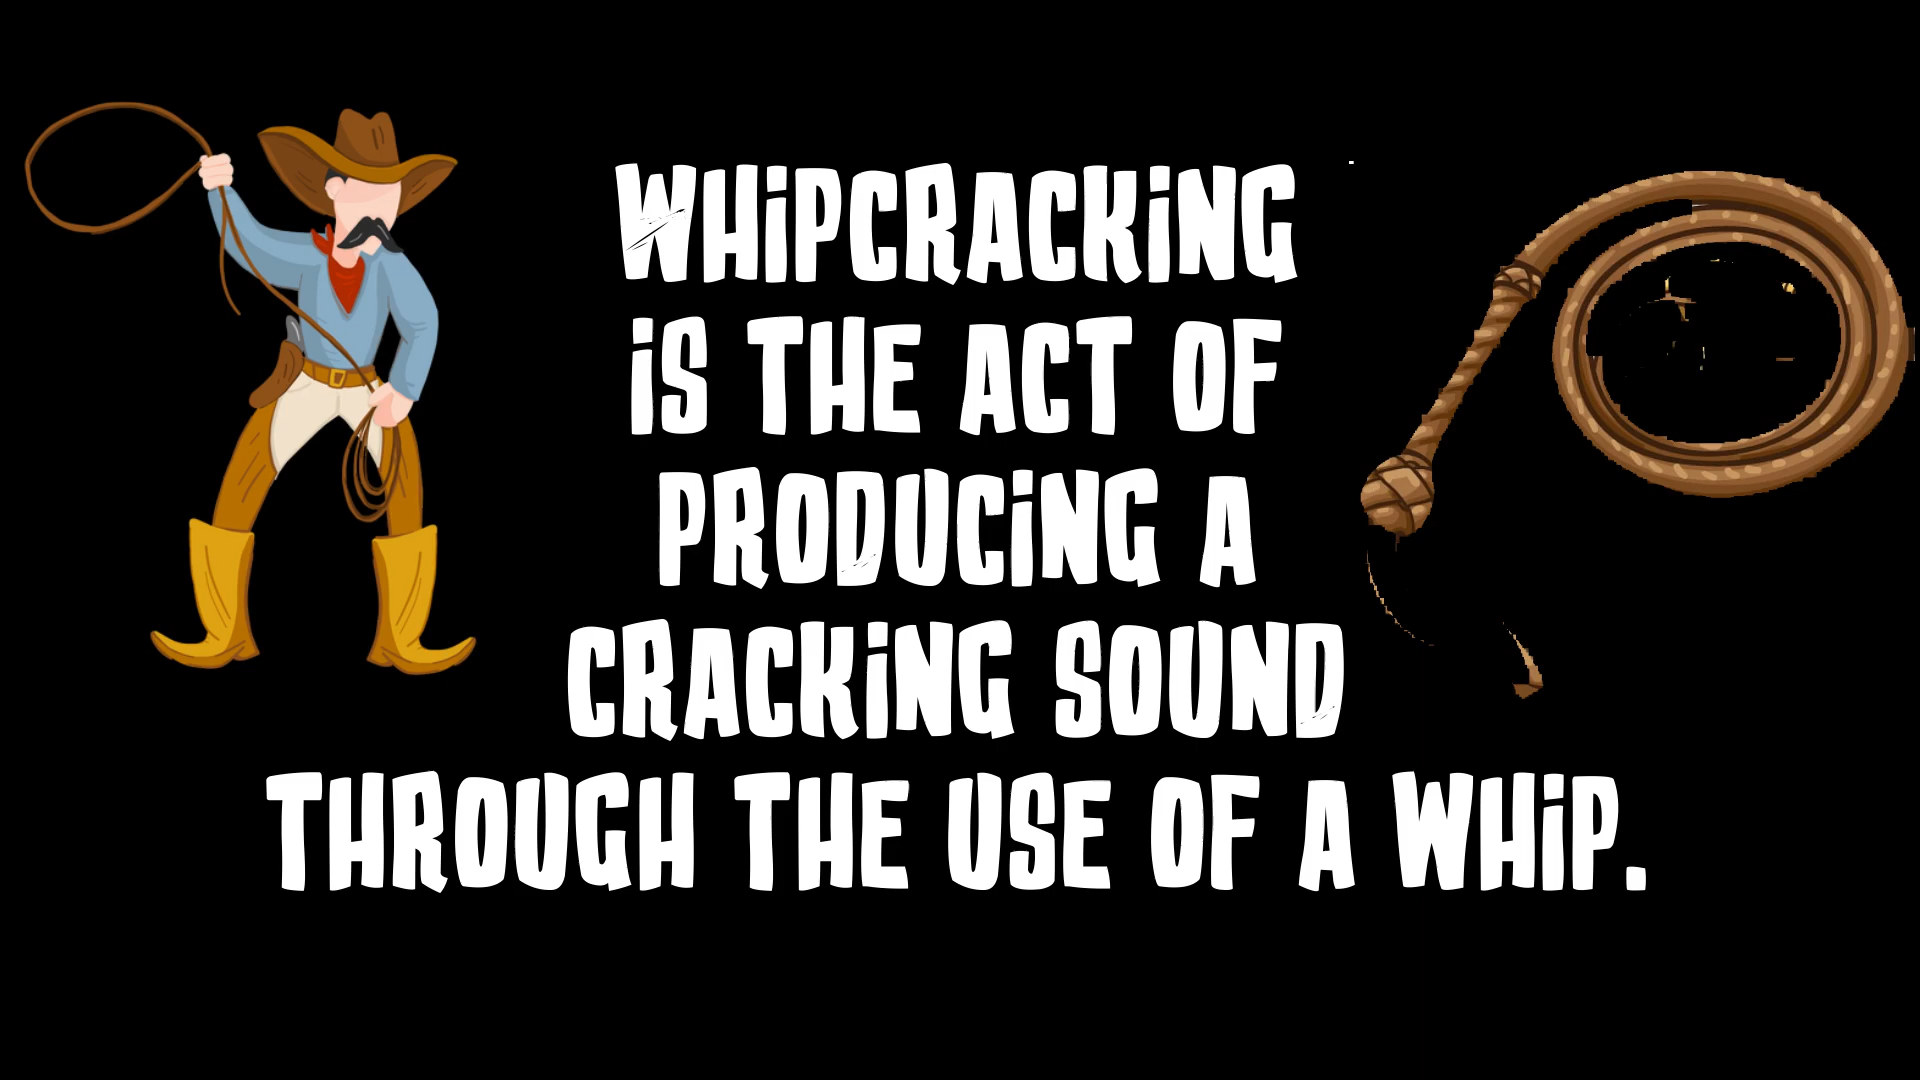 WHiPCRACKiNG
iS THE ACT OF
PRODUCiNG A
CRACKiNG SOUND
THROUGH THE USE OF A WHiP.